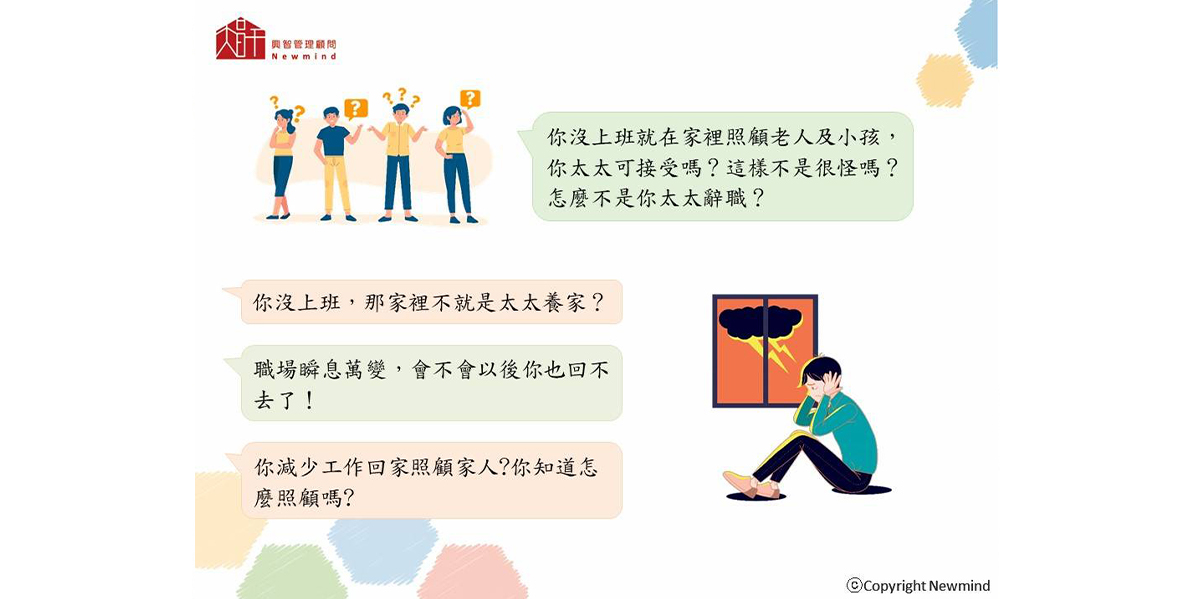 興智管理顧問
Newmind
你沒上班就在家裡照顧老人及小孩，
你太太可接受嗎？這樣不是很怪嗎？
怎麼不是你太太辭職？
你沒上班，那家裡不就是太太養家？
職場瞬息萬變，會不會以後你也回不
去了！
你減少工作回家照顧家人?你知道怎
麼照顧嗎?
©Copyright Newmind